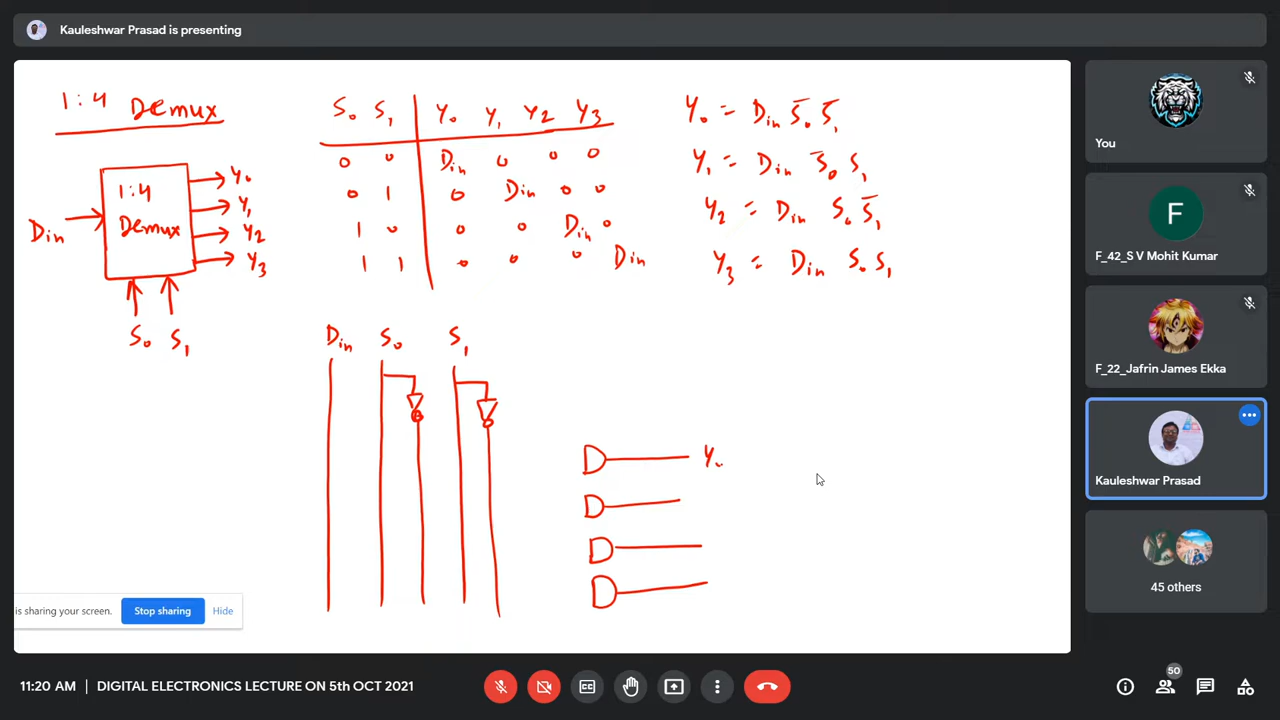 Kauleshwar Prasad is presenting
1:4 Demux
1:4
Demux
Din
Y0
Y1
Y2
Y3
S0 S1
S0 S1 Y0 Y1 Y2 Y3
0 0 Din 0 0 0
0 1 0 Din 0 0
1 0 0 0 Din 0
1 1 0 0 0 Din
Y0 = Din S̅0 S̅1
Y1 = Din S̅0 S1
Y2 = Din S0 S̅1
Y3 = Din S0 S1
Din S0 S1
Y0
is sharing your screen. Stop sharing Hide
You
F
F_42_S V Mohit Kumar
F_22_Jafrin James Ekka
Kauleshwar Prasad
45 others
11:20 AM | DIGITAL ELECTRONICS LECTURE ON 5TH OCT 2021
CC
50